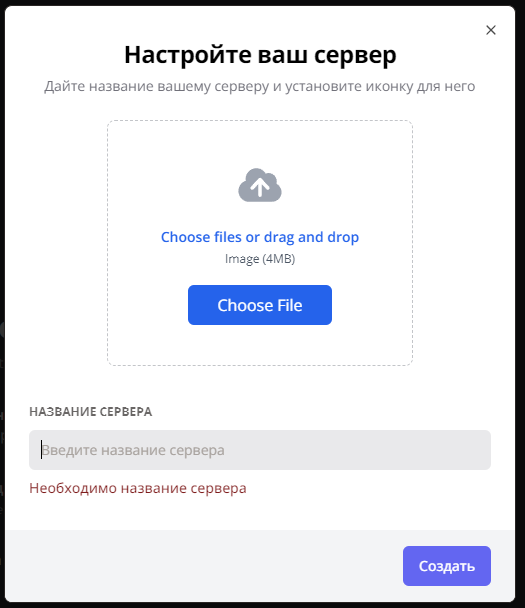 Настройте ваш сервер
Дайте название вашему серверу и установите иконку для него
Choose files or drag and drop
Image (4MB)
Choose File
НАЗВАНИЕ СЕРВЕРА
Введите название сервера
Необходимо название сервера
Создать